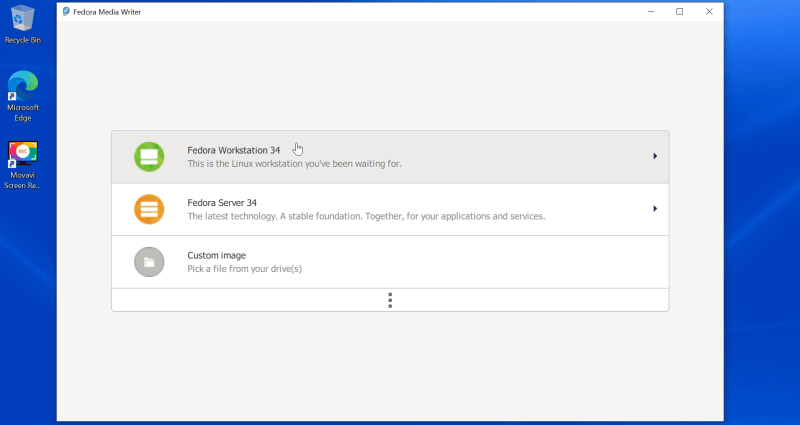 Fedora Media Writer
Recycle Bin
Microsoft
Edge
REC
Movavi
Screen Re...
Fedora Workstation 34
This is the Linux workstation you've been waiting for.
Fedora Server 34
The latest technology. A stable foundation. Together, for your applications and services.
Custom image
Pick a file from your drive(s)